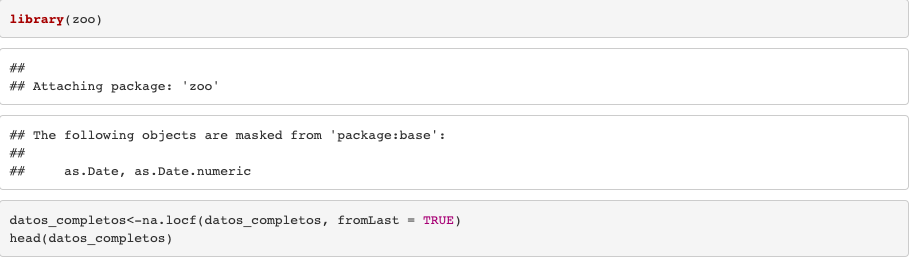 library(zoo)
##
## Attaching package: 'zoo'
## The following objects are masked from 'package:base':
##
##     as.Date, as.Date.numeric
datos_completos<-na.locf(datos_completos, fromLast = TRUE)
head(datos_completos)